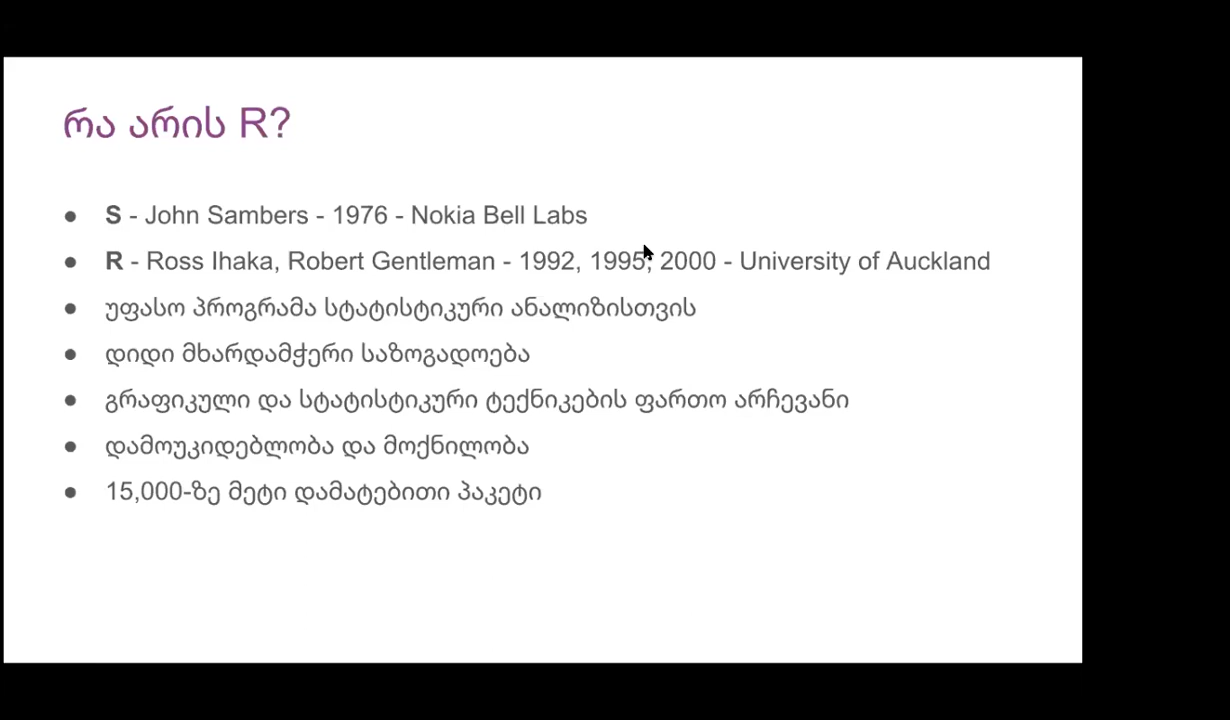 რა არის R?
● S - John Sambers - 1976 - Nokia Bell Labs
● R - Ross Ihaka, Robert Gentleman - 1992, 1995, 2000 - University of Auckland
● უფასო პროგრამა სტატისტიკური ანალიზისთვის
● დიდი მხარდამჭერი საზოგადოება
● გრაფიკული და სტატისტიკური ტექნიკების ფართო არჩევანი
● დამოუკიდებლობა და მოქნილობა
● 15,000-ზე მეტი დამატებითი პაკეტი